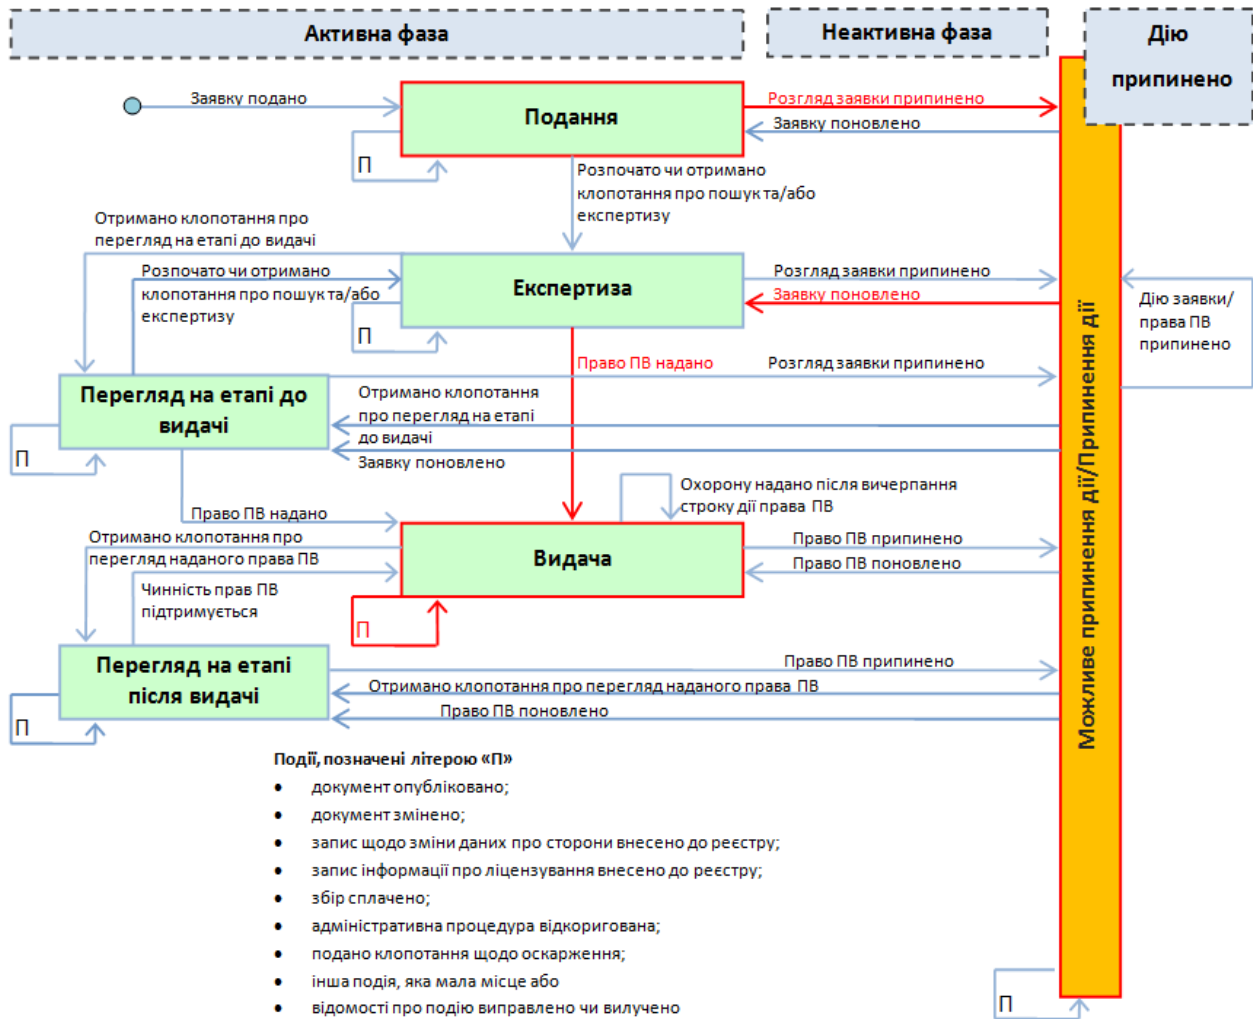 Активна фаза
Неактивна фаза
Дію
припинено
Заявку подано
Подання
Розгляд заявки припинено
Заявку поновлено
П
Розпочато чи отримано
клопотання про пошук та/або
експертизу
Отримано клопотання про
перегляд на етапі до видачі
Розпочато чи отримано
клопотання про пошук та/або
експертизу
Експертиза
Розгляд заявки припинено
Заявку поновлено
П
Дію заявки/
права ПВ
припинено
Право ПВ надано
Розгляд заявки припинено
Перегляд на етапі до
видачі
Отримано клопотання
про перегляд на етапі
до видачі
Заявку поновлено
П
Можливе припинення дії/Припинення дії
Охорону надано після вичерпання
строку дії права ПВ
Право ПВ надано
Отримано клопотання про
перегляд наданого права ПВ
Видача
Право ПВ припинено
Право ПВ поновлено
Чинність прав ПВ
підтримується
П
Перегляд на етапі
після видачі
Право ПВ припинено
Отримано клопотання про перегляд наданого права ПВ
Право ПВ поновлено
П
Події, позначені літерою «П»
• документ опубліковано;
• документ змінено;
• запис щодо зміни даних про сторони внесено до реєстру;
• запис інформації про ліцензування внесено до реєстру;
• збір сплачено;
• адміністративна процедура відкоригована;
• подано клопотання щодо оскарження;
• інша подія, яка мала місце або
• відомості про подію виправлено чи вилучено
П